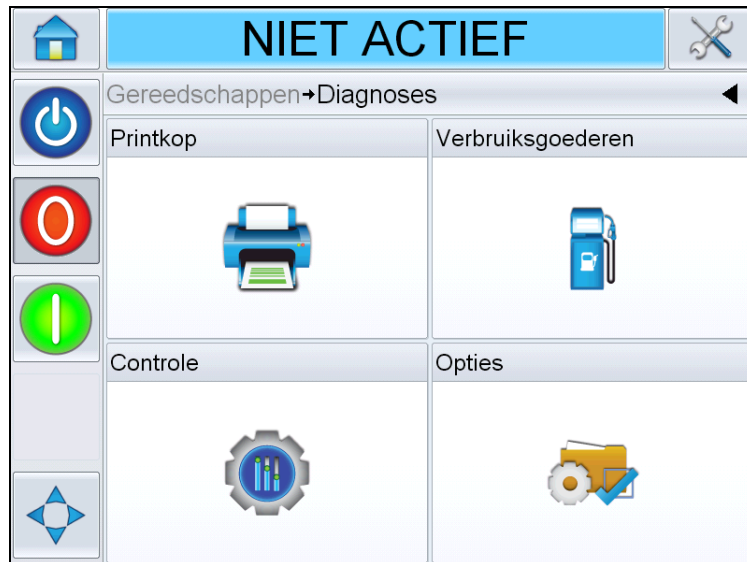 NIET ACTIEF
Gereedschappen→Diagnoses
Printkop
Verbruiksgoederen
Controle
Opties